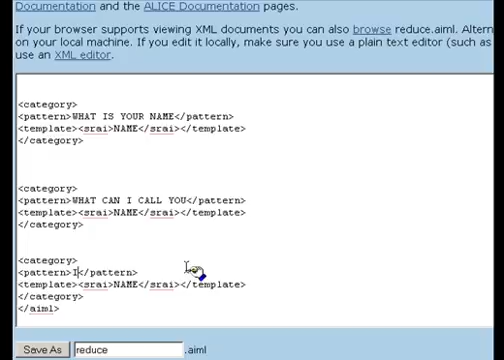 Documentation and the ALICE Documentation pages.
If your browser supports viewing XML documents you can also browse reduce.aiml. Altern
on your local machine. If you edit it locally, make sure you use a plain text editor (such as
use an XML editor.
<category>
<pattern>WHAT IS YOUR NAME</pattern>
<template><srai>NAME</srai></template>
</category>
<category>
<pattern>WHAT CAN I CALL YOU</pattern>
<template><srai>NAME</srai></template>
</category>
<category>
<pattern>I</pattern>
<template><srai>NAME</srai></template>
</category>
</aiml>
Save As reduce .aiml